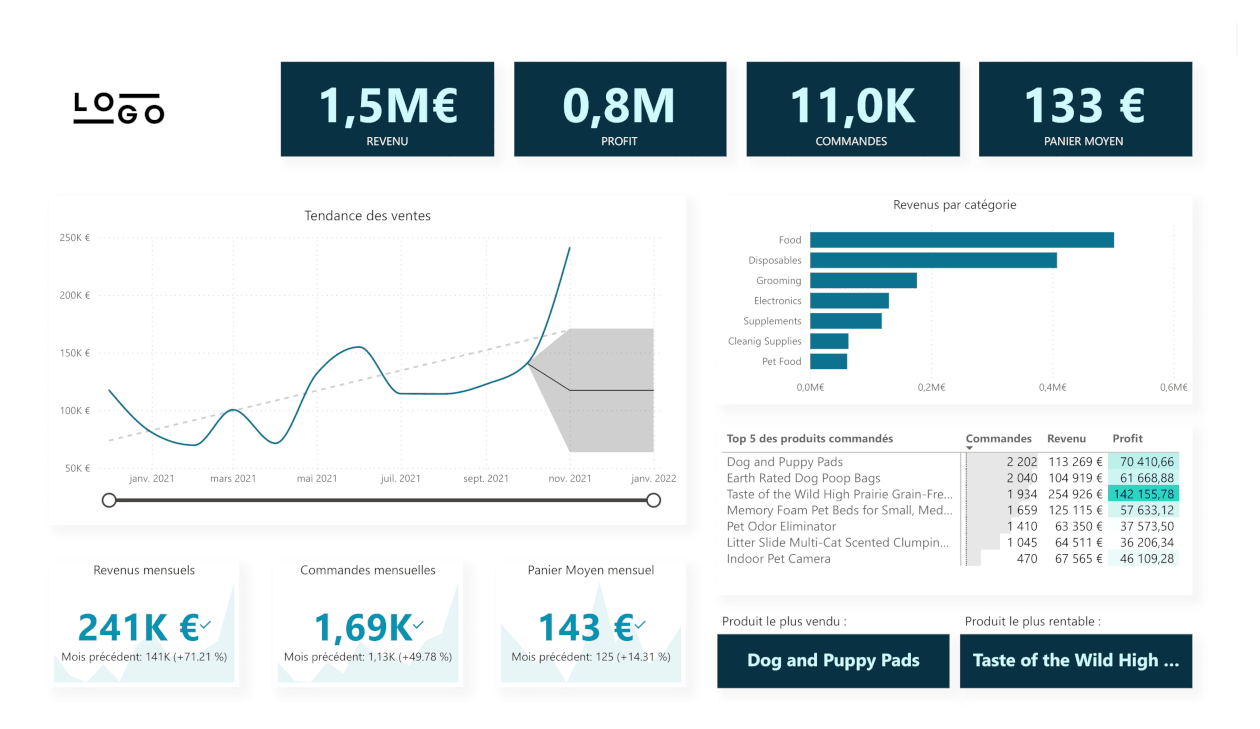 LOGO
1,5M€
REVENU
0,8M
PROFIT
11,0K
COMMANDES
133 €
PANIER MOYEN
Tendance des ventes
250K €
200K €
150K €
100K €
50K €
janv. 2021 mars 2021 mai 2021 juil. 2021 sept. 2021 nov. 2021 janv. 2022
Revenus par catégorie
Food
Disposables
Grooming
Electronics
Supplements
Cleanig Supplies
Pet Food
0,0M€ 0,2M€ 0,4M€ 0,6M€
Top 5 des produits commandés Commandes Revenu Profit
Dog and Puppy Pads 2 202 113 269 € 70 410,66
Earth Rated Dog Poop Bags 2 040 104 919 € 61 668,88
Taste of the Wild High Prairie Grain-Fre... 1 934 254 926 € 142 155,78
Memory Foam Pet Beds for Small, Med... 1 659 125 115 € 57 633,12
Pet Odor Eliminator 1 410 63 350 € 37 573,50
Litter Slide Multi-Cat Scented Clumpin... 1 045 64 511 € 36 206,34
Indoor Pet Camera 470 67 565 € 46 109,28
Revenus mensuels
241K €
Mois précédent: 141K (+71.21 %)
Commandes mensuelles
1,69K
Mois précédent: 1,13K (+49.78 %)
Panier Moyen mensuel
143 €
Mois précédent: 125 (+14.31 %)
Produit le plus vendu :
Dog and Puppy Pads
Produit le plus rentable :
Taste of the Wild High ...